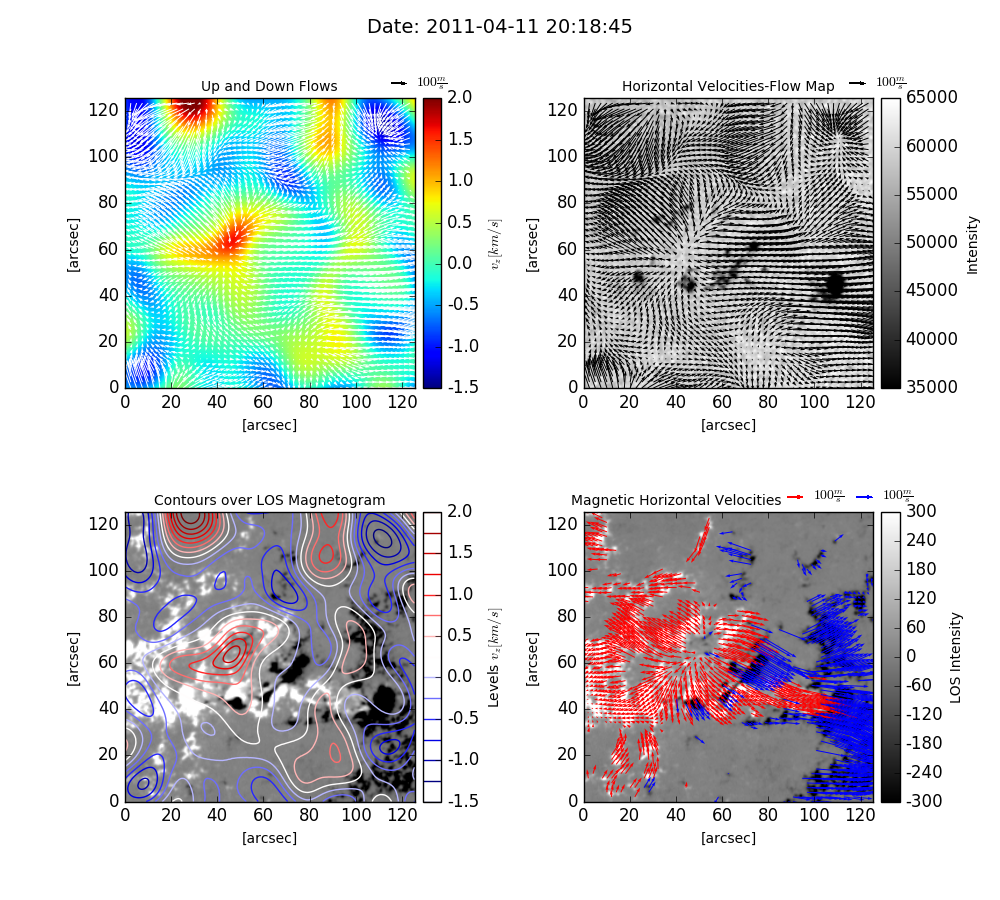 Date: 2011-04-11 20:18:45
Up and Down Flows
100 m/s
120
100
80
60
40
20
0
[arcsec]
0 20 40 60 80 100 120
[arcsec]
2.0
1.5
1.0
0.5
0.0
-0.5
-1.0
-1.5
v_z[km/s]
Horizontal Velocities-Flow Map
100 m/s
120
100
80
60
40
20
0
[arcsec]
0 20 40 60 80 100 120
[arcsec]
65000
60000
55000
50000
45000
40000
35000
Intensity
Contours over LOS Magnetogram
120
100
80
60
40
20
0
[arcsec]
0 20 40 60 80 100 120
[arcsec]
2.0
1.5
1.0
0.5
0.0
-0.5
-1.0
-1.5
Levels v_z[km/s]
Magnetic Horizontal Velocities
100 m/s 100 m/s
120
100
80
60
40
20
0
[arcsec]
0 20 40 60 80 100 120
[arcsec]
300
240
180
120
60
0
-60
-120
-180
-240
-300
LOS Intensity